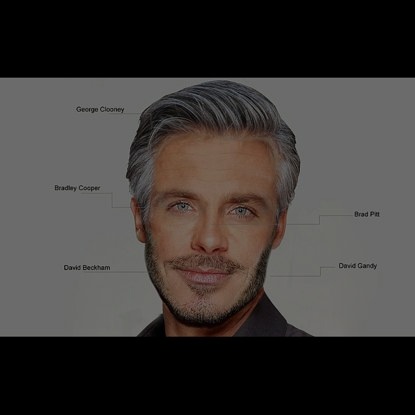 George Clooney
Bradley Cooper
Brad Pitt
David Beckham
David Gandy